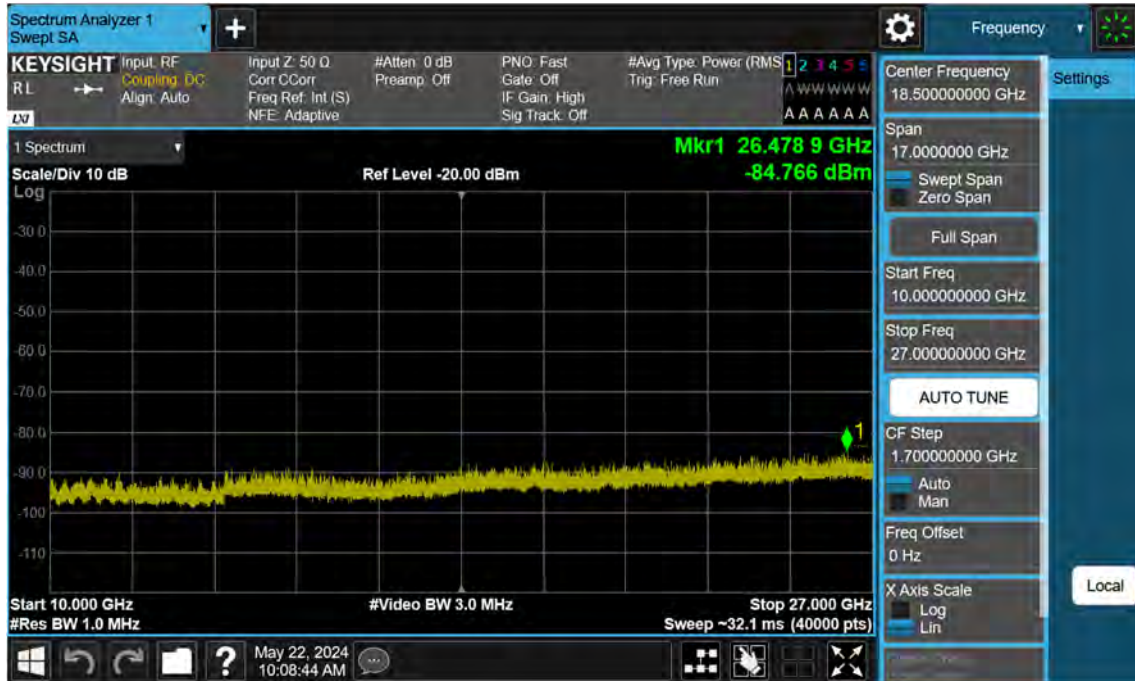 Spectrum Analyzer 1
Swept SA
+
Frequency
KEYSIGHT
RL
LXI
Input: RF
Coupling: DC
Align: Auto
Input Z: 50 Ω
Corr CCorr
Freq Ref: Int (S)
NFE: Adaptive
#Atten: 0 dB
Preamp: Off
PNO: Fast
Gate: Off
IF Gain: High
Sig Track: Off
#Avg Type: Power (RMS
Trig: Free Run
1 2 3 4 5 6
A W W W W W
A A A A A A
1 Spectrum
Scale/Div 10 dB
Ref Level -20.00 dBm
Mkr1 26.478 9 GHz
-84.766 dBm
Log
-30.0
-40.0
-50.0
-60.0
-70.0
-80.0
-90.0
-100
-110
1
Start 10.000 GHz
#Video BW 3.0 MHz
Stop 27.000 GHz
#Res BW 1.0 MHz
Sweep ~32.1 ms (40000 pts)
?
May 22, 2024
10:08:44 AM
Center Frequency
18.500000000 GHz
Span
17.0000000 GHz
Swept Span
Zero Span
Full Span
Start Freq
10.000000000 GHz
Stop Freq
27.000000000 GHz
AUTO TUNE
CF Step
1.700000000 GHz
Auto
Man
Freq Offset
0 Hz
X Axis Scale
Log
Lin
Settings
Local